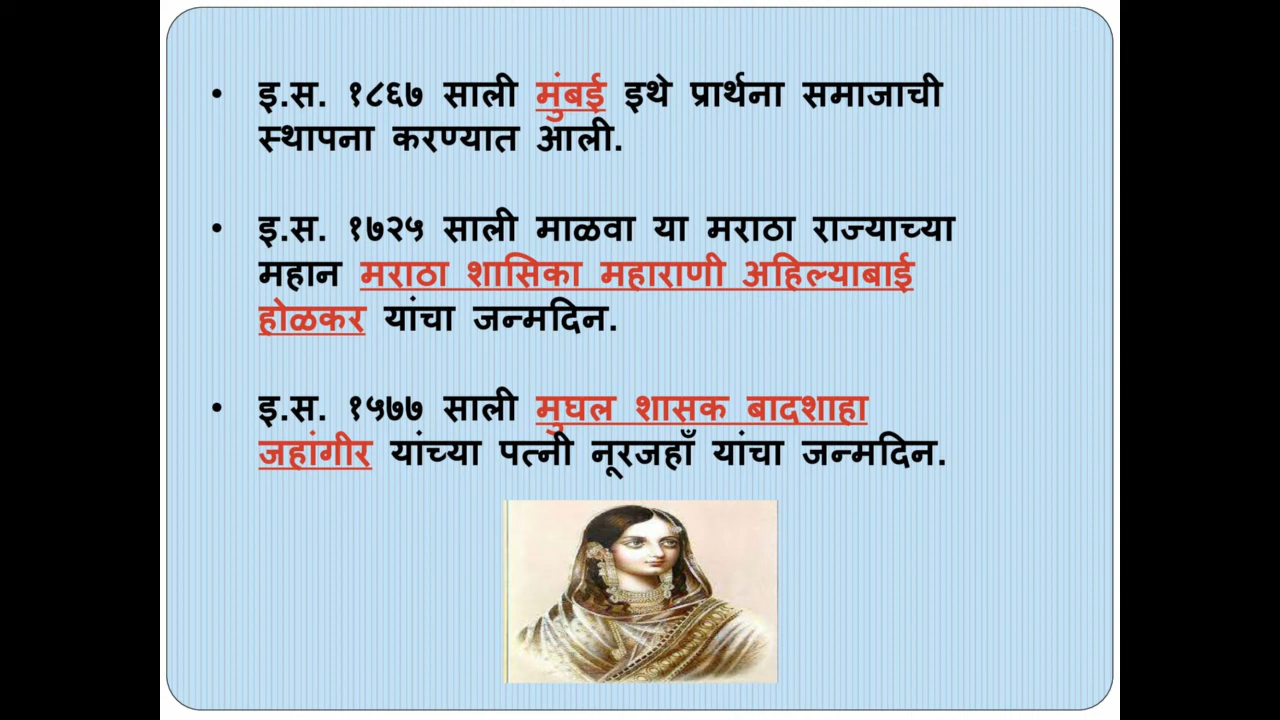 • इ.स. १८६७ साली मुंबई इथे प्रार्थना समाजाची
स्थापना करण्यात आली.
• इ.स. १७२५ साली माळवा या मराठा राज्याच्या
महान मराठा शासिका महाराणी अहिल्याबाई
होळकर यांचा जन्मदिन.
• इ.स. १५७७ साली मुघल शासक बादशाहा
जहांगीर यांच्या पत्नी नूरजहाँ यांचा जन्मदिन.